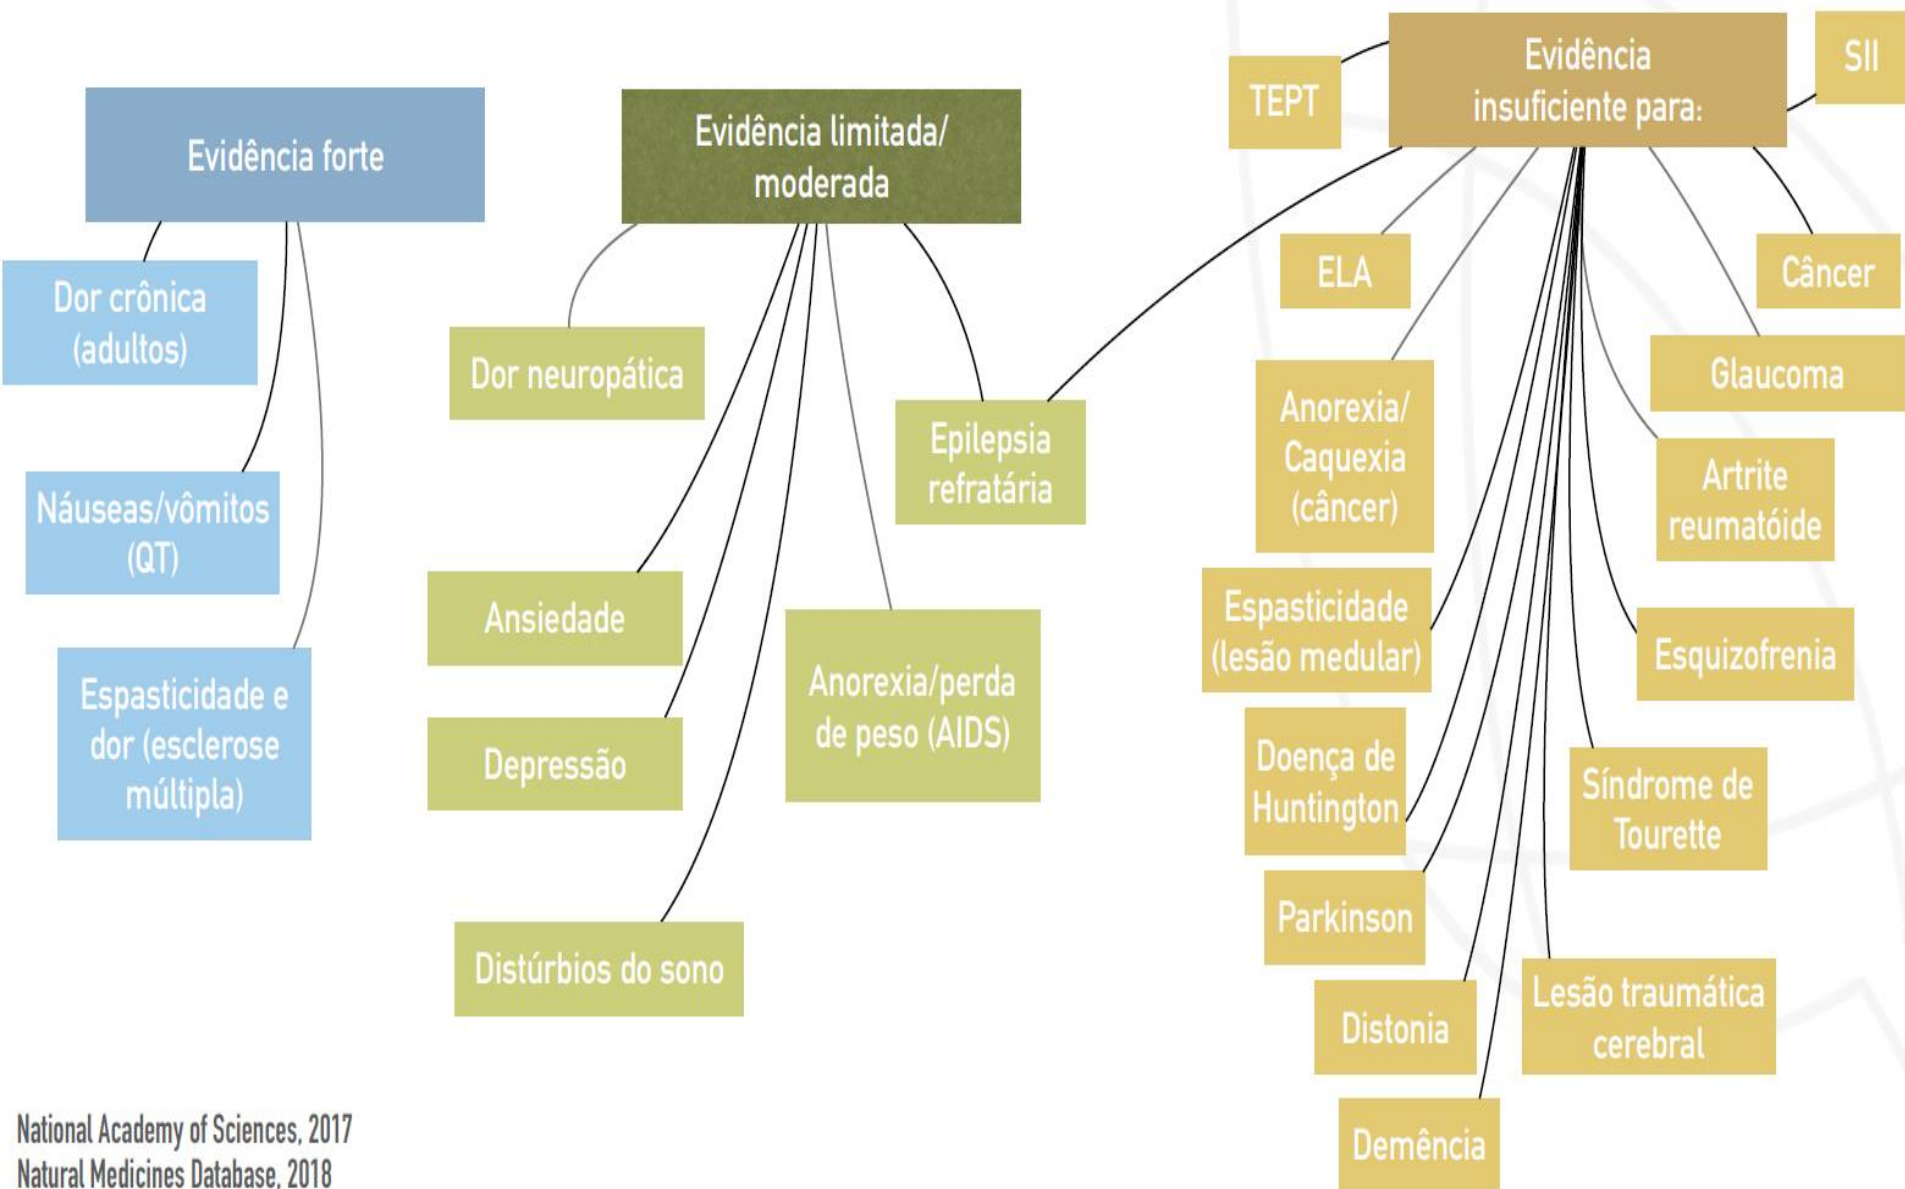 Evidência forte
Dor crônica
(adultos)
Náuseas/vômitos
(QT)
Espasticidade e
dor (esclerose
múltipla)
Evidência limitada/
moderada
Dor neuropática
Epilepsia
refratária
Ansiedade
Anorexia/perda
de peso (AIDS)
Depressão
Distúrbios do sono
Evidência
insuficiente para:
TEPT
SII
ELA
Câncer
Glaucoma
Anorexia/
Caquexia
(câncer)
Artrite
reumatóide
Espasticidade
(lesão medular)
Esquizofrenia
Doença de
Huntington
Síndrome de
Tourette
Parkinson
Lesão traumática
cerebral
Distonia
Demência
National Academy of Sciences, 2017
Natural Medicines Database, 2018